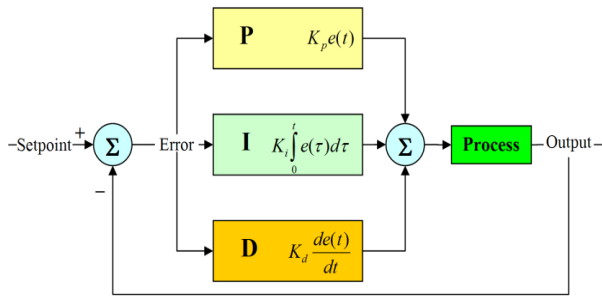 P K_p e(t)
Setpoint + Σ Error I K_i ∫_0^t e(τ)dτ Σ Process Output
−
D K_d de(t)/dt